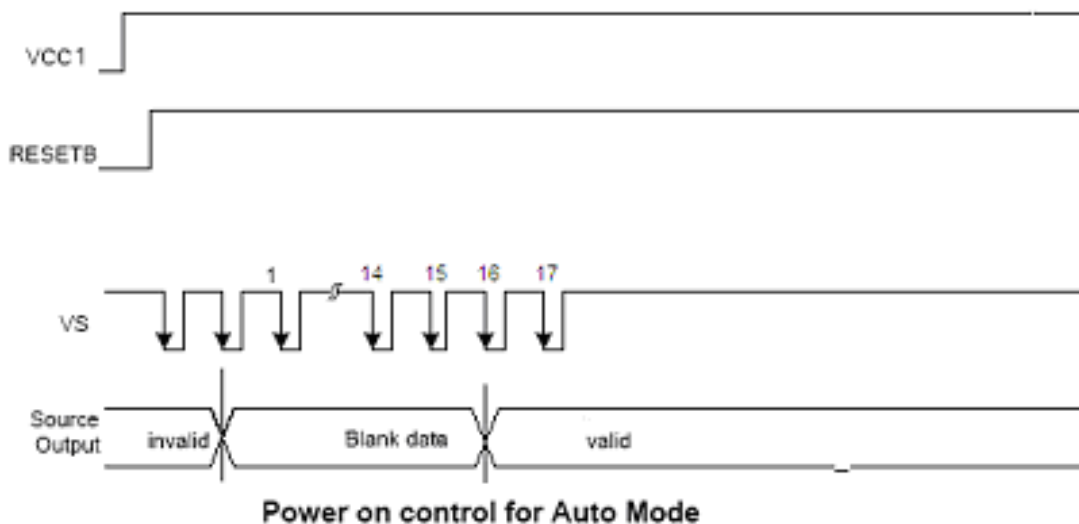 VCC1
RESETB
1 14 15 16 17
VS
Source
Output
invalid
Blank data
valid
Power on control for Auto Mode